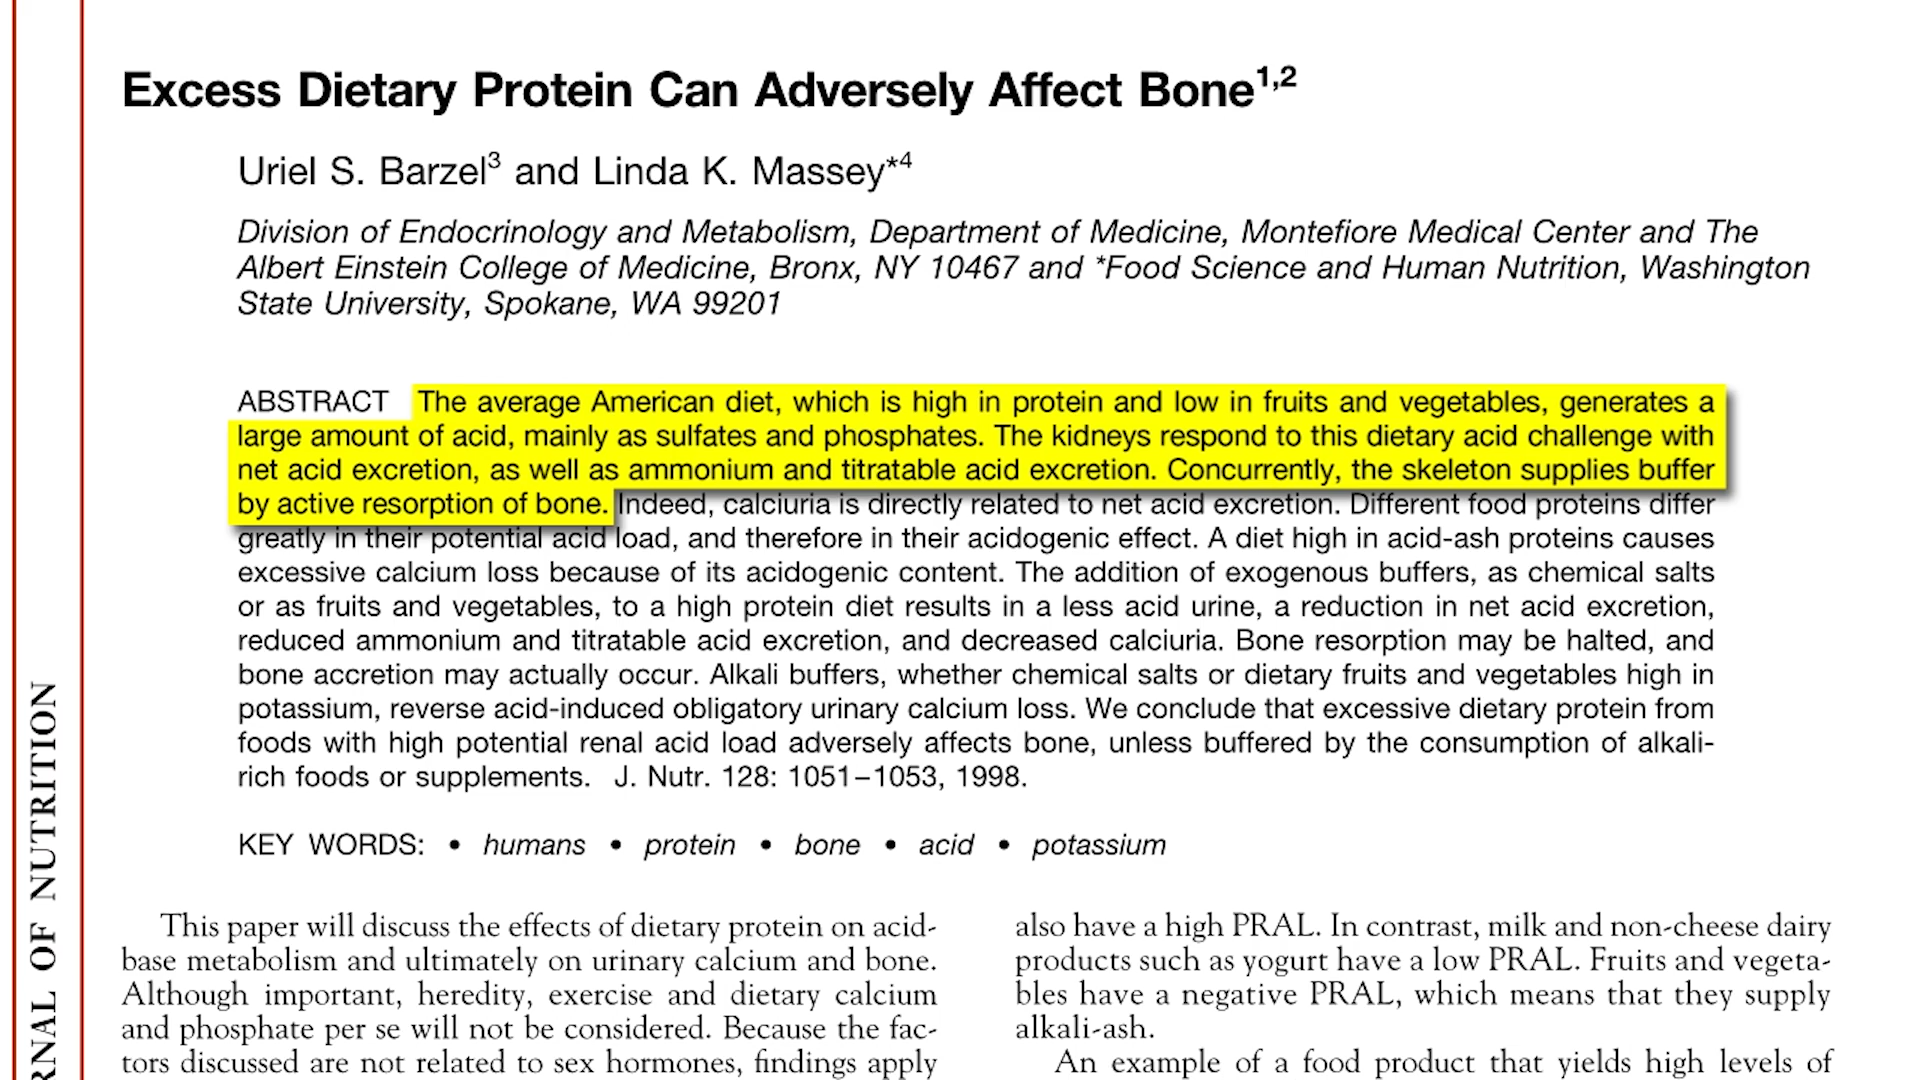 Excess Dietary Protein Can Adversely Affect Bone1,2
Uriel S. Barzel3 and Linda K. Massey*4
Division of Endocrinology and Metabolism, Department of Medicine, Montefiore Medical Center and The
Albert Einstein College of Medicine, Bronx, NY 10467 and *Food Science and Human Nutrition, Washington
State University, Spokane, WA 99201
ABSTRACT The average American diet, which is high in protein and low in fruits and vegetables, generates a
large amount of acid, mainly as sulfates and phosphates. The kidneys respond to this dietary acid challenge with
net acid excretion, as well as ammonium and titratable acid excretion. Concurrently, the skeleton supplies buffer
by active resorption of bone. Indeed, calciuria is directly related to net acid excretion. Different food proteins differ
greatly in their potential acid load, and therefore in their acidogenic effect. A diet high in acid-ash proteins causes
excessive calcium loss because of its acidogenic content. The addition of exogenous buffers, as chemical salts
or as fruits and vegetables, to a high protein diet results in a less acid urine, a reduction in net acid excretion,
reduced ammonium and titratable acid excretion, and decreased calciuria. Bone resorption may be halted, and
bone accretion may actually occur. Alkali buffers, whether chemical salts or dietary fruits and vegetables high in
potassium, reverse acid-induced obligatory urinary calcium loss. We conclude that excessive dietary protein from
foods with high potential renal acid load adversely affects bone, unless buffered by the consumption of alkali-
rich foods or supplements. J. Nutr. 128: 1051–1053, 1998.
KEY WORDS: • humans • protein • bone • acid • potassium
This paper will discuss the effects of dietary protein on acid-
base metabolism and ultimately on urinary calcium and bone.
Although important, heredity, exercise and dietary calcium
and phosphate per se will not be considered. Because the fac-
tors discussed are not related to sex hormones, findings apply
also have a high PRAL. In contrast, milk and non-cheese dairy
products such as yogurt have a low PRAL. Fruits and vegeta-
bles have a negative PRAL, which means that they supply
alkali-ash.
An example of a food product that yields high levels of
RNAL OF NUTRITION